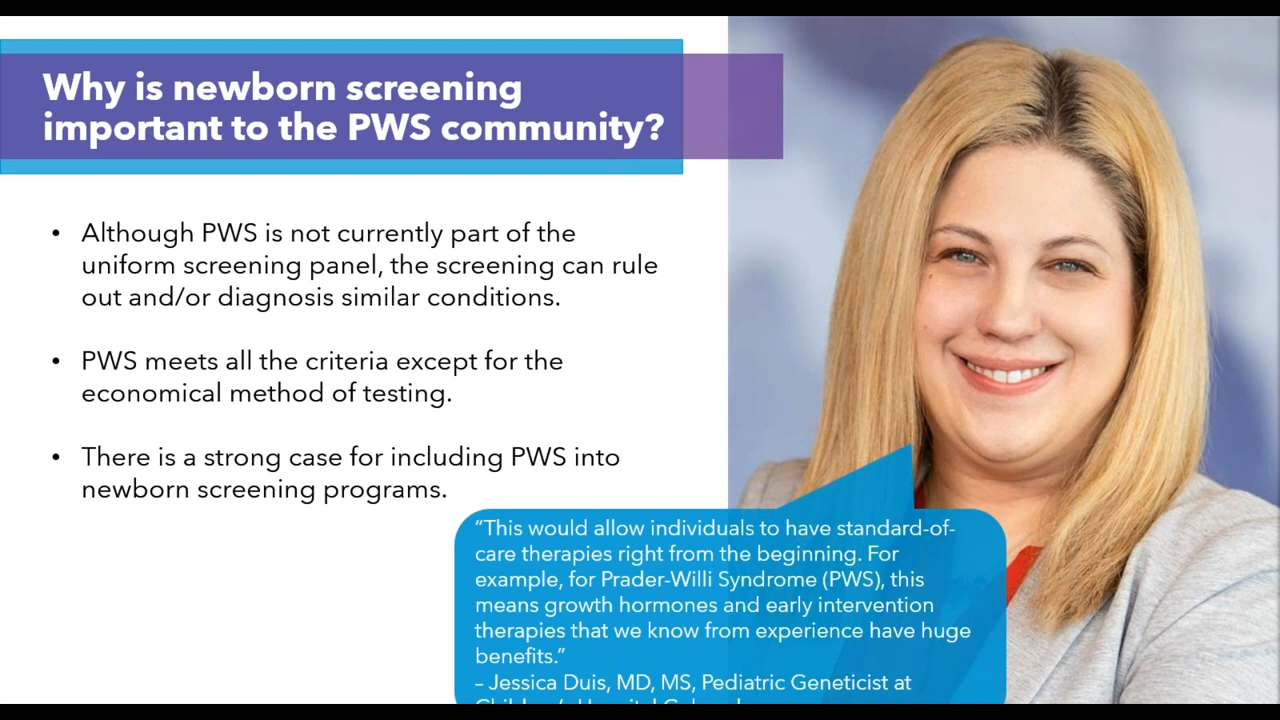 Why is newborn screening
important to the PWS community?
• Although PWS is not currently part of the
uniform screening panel, the screening can rule
out and/or diagnosis similar conditions.
• PWS meets all the criteria except for the
economical method of testing.
• There is a strong case for including PWS into
newborn screening programs.
“This would allow individuals to have standard-of-
care therapies right from the beginning. For
example, for Prader-Willi Syndrome (PWS), this
means growth hormones and early intervention
therapies that we know from experience have huge
benefits.”
– Jessica Duis, MD, MS, Pediatric Geneticist at